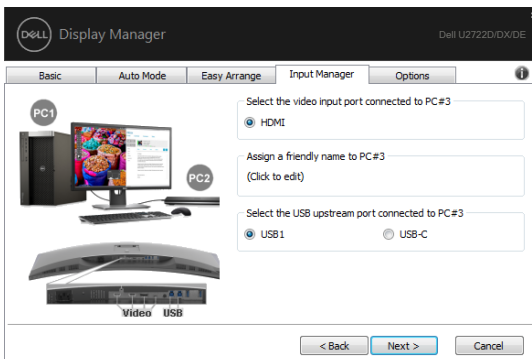 DELL Display Manager
Dell U2722D/DX/DE
Basic Auto Mode Easy Arrange Input Manager Options
Select the video input port connected to PC#3
HDMI
PC1
Assign a friendly name to PC#3
(Click to edit)
PC2
Select the USB upstream port connected to PC#3
USB1 USB-C
Video USB
< Back Next > Cancel